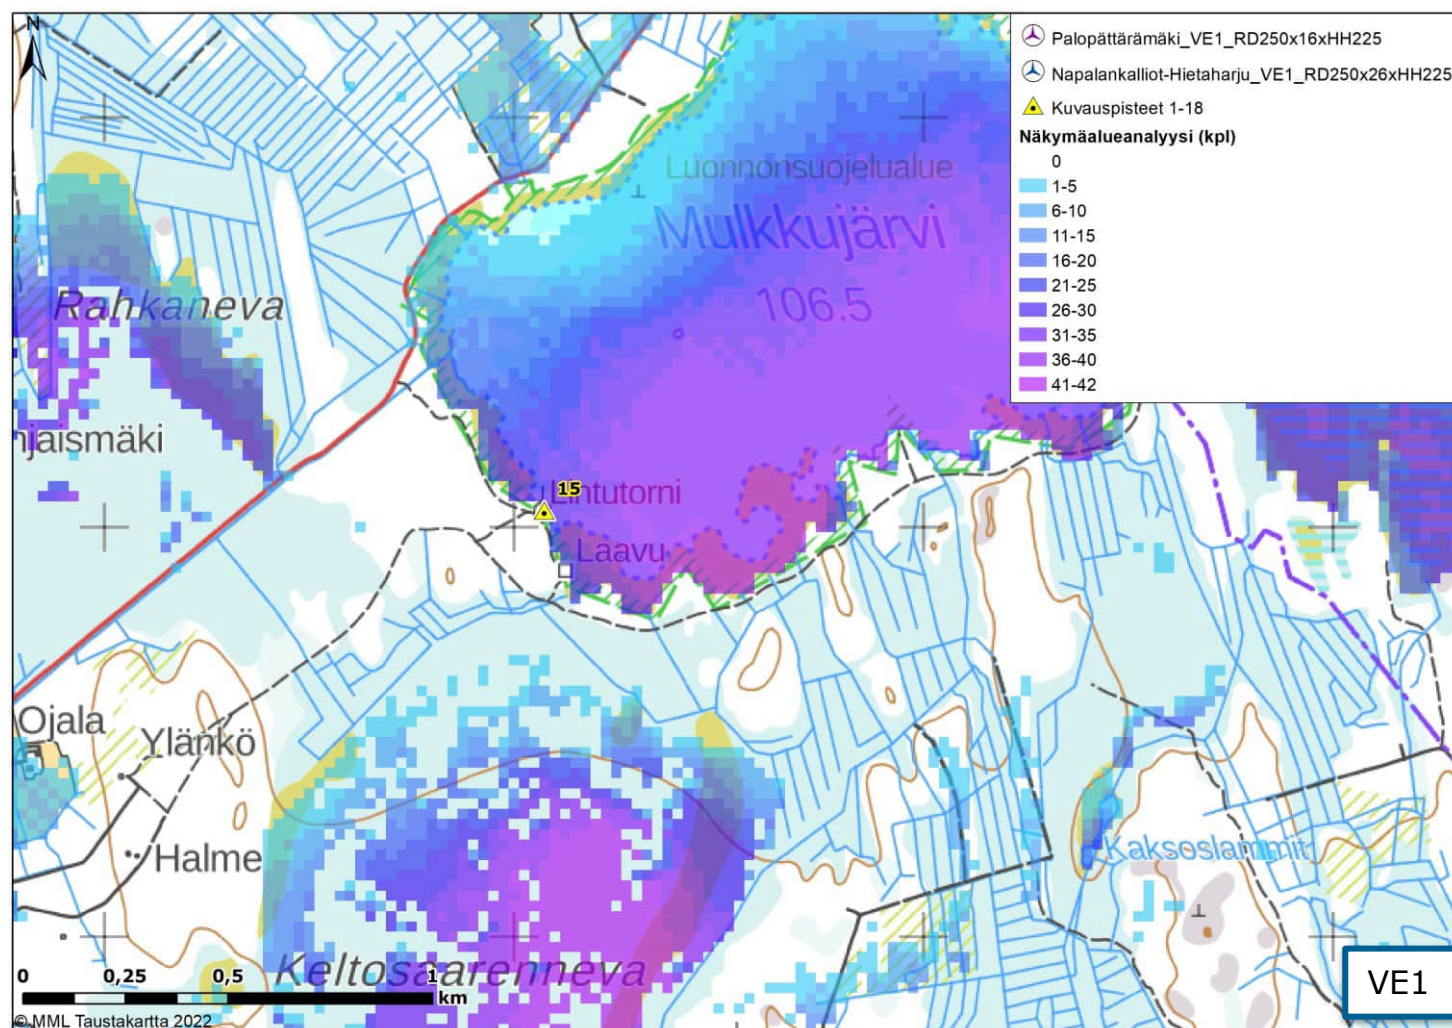 N
Palopättärämäki_VE1_RD250x16xHH225
Napalankalliot-Hietaharju_VE1_RD250x26xHH225
Kuvauspisteet 1-18
Näkymäalueanalyysi (kpl)
0
1-5
6-10
11-15
16-20
21-25
26-30
31-35
36-40
41-42
Luonnonsuojelualue
Mulkkujärvi
106.5
Rahkaneva
njaismäki
15
Lintutorni
Laavu
Ojala
Ylänkö
Halme
Kaksoslammit
Keltosaarenneva
0 0,25 0,5 1
km
© MML Taustakartta 2022
VE1